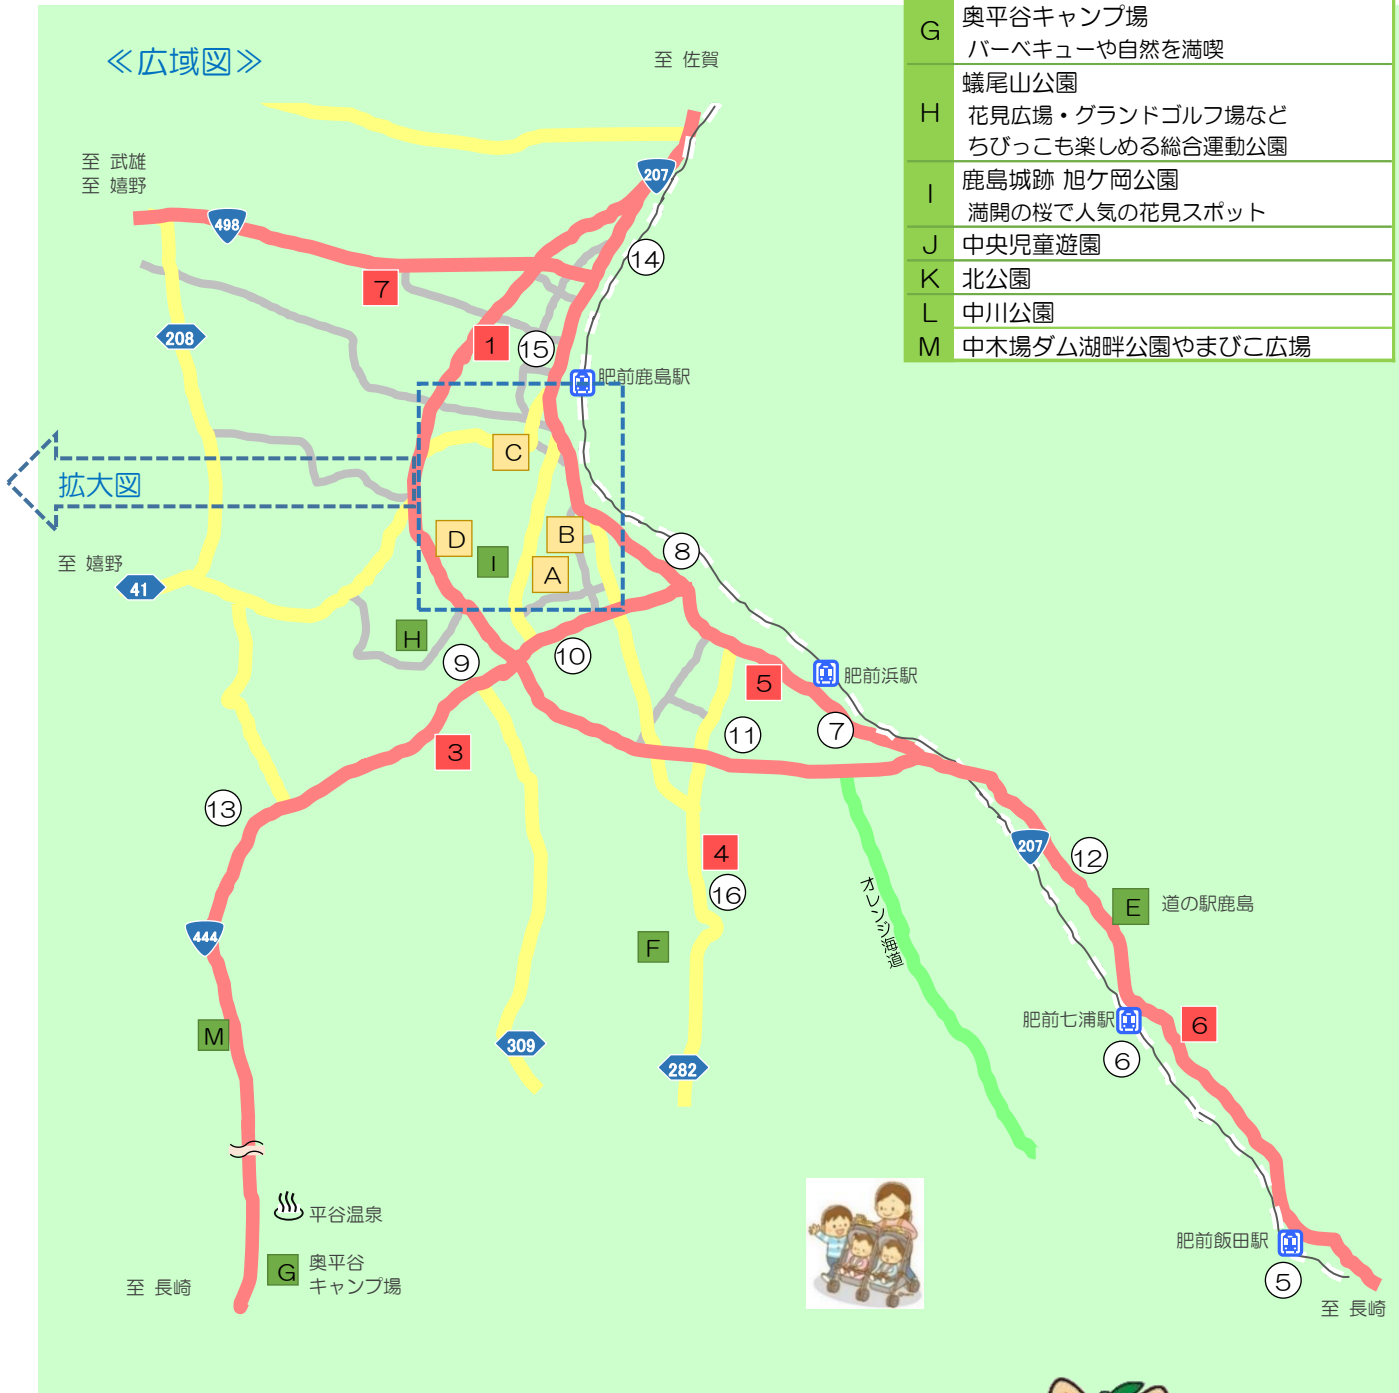 G 奥平谷キャンプ場
バーベキューや自然を満喫
H 蟻尾山公園
花見広場・グランドゴルフ場など
ちびっこも楽しめる総合運動公園
I 鹿島城跡 旭ケ岡公園
満開の桜で人気の花見スポット
J 中央児童遊園
K 北公園
L 中川公園
M 中木場ダム湖畔公園やまびこ広場
≪広域図≫
至 佐賀
至 武雄
至 嬉野
207
498
14
7
208
1
15
肥前鹿島駅
C
拡大図
D
B
I
A
8
至 嬉野
41
H
9
10
5
肥前浜駅
7
11
3
13
4
16
207
12
オレンジ海道
E
道の駅鹿島
444
F
M
309
282
肥前七浦駅
6
6
平谷温泉
G
奥平谷
キャンプ場
至 長崎
肥前飯田駅
5
至 長崎